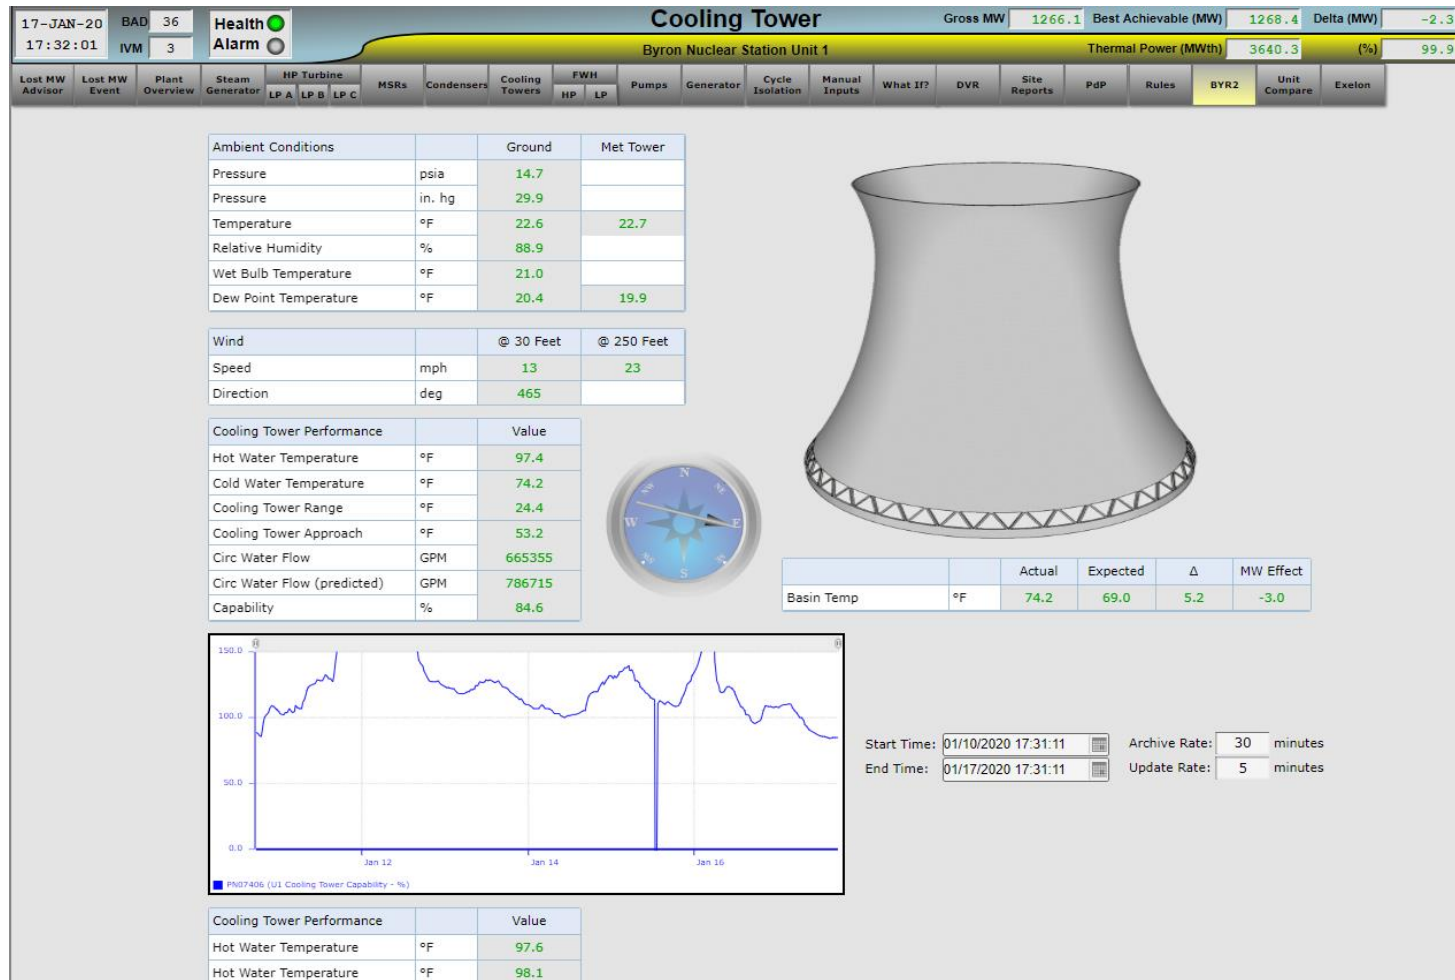 17-JAN-20 BAD 36 Health Cooling Tower Gross MW 1266.1 Best Achievable (MW) 1268.4 Delta (MW) -2.3
17:32:01 IVM 3 Alarm Byron Nuclear Station Unit 1 Thermal Power (MWth) 3640.3 (%) 99.9
Lost MW Advisor Lost MW Event Plant Overview Steam Generator HP Turbine LP A LP B LP C MSRs Condensers Cooling Towers FWH HP LP Pumps Generator Cycle Isolation Manual Inputs What If? DVR Site Reports PdP Rules BYR2 Unit Compare Exelon
Ambient Conditions Ground Met Tower
Pressure psia 14.7
Pressure in. hg 29.9
Temperature °F 22.6 22.7
Relative Humidity % 88.9
Wet Bulb Temperature °F 21.0
Dew Point Temperature °F 20.4 19.9
Wind @ 30 Feet @ 250 Feet
Speed mph 13 23
Direction deg 465
Cooling Tower Performance Value
Hot Water Temperature °F 97.4
Cold Water Temperature °F 74.2
Cooling Tower Range °F 24.4
Cooling Tower Approach °F 53.2
Circ Water Flow GPM 665355
Circ Water Flow (predicted) GPM 786715
Capability % 84.6
N
NW NE
W E
S
Actual Expected Δ MW Effect
Basin Temp °F 74.2 69.0 5.2 -3.0
150.0
100.0
50.0
0.0
Jan 12 Jan 14 Jan 16
PN07406 (U1 Cooling Tower Capability - %)
Start Time: 01/10/2020 17:31:11 Archive Rate: 30 minutes
End Time: 01/17/2020 17:31:11 Update Rate: 5 minutes
Cooling Tower Performance Value
Hot Water Temperature °F 97.6
Hot Water Temperature °F 98.1